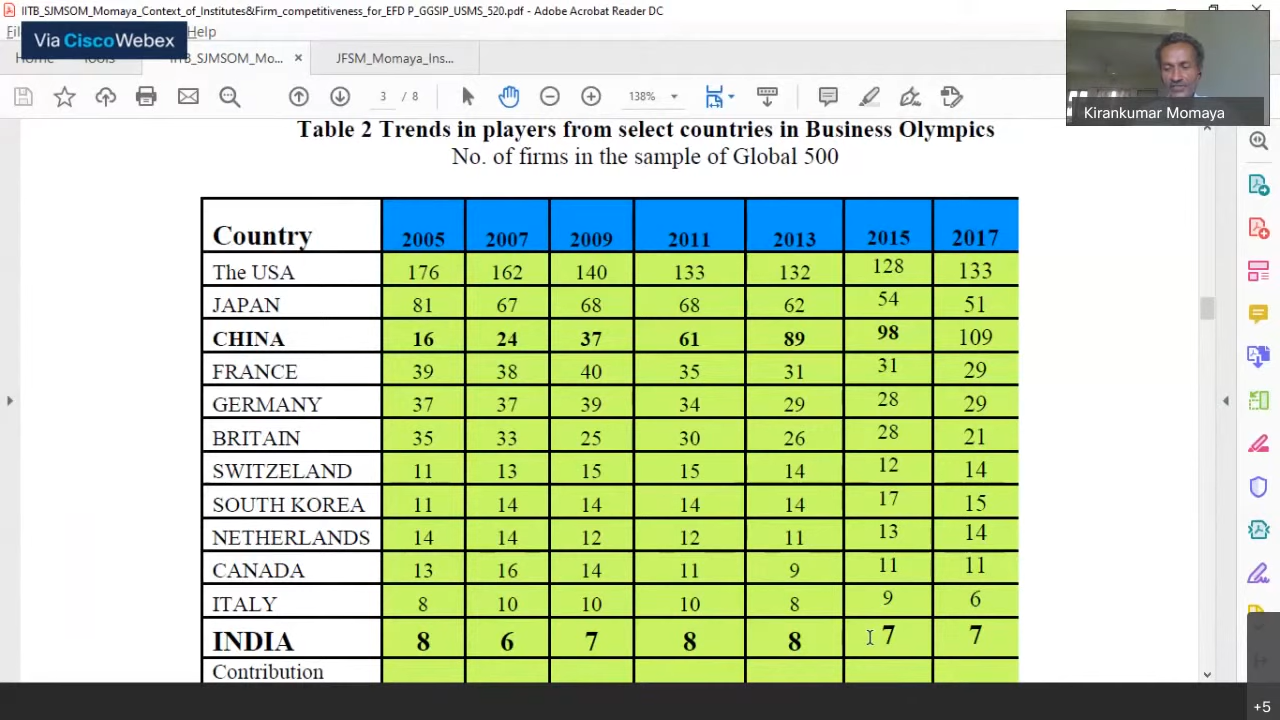 IITB_SJMSOM_Momaya_Context_of_Institutes&Firm_competitiveness_for_EFD P_GGSIP_USMS_520.pdf - Adobe Acrobat Reader DC
Help
Via CiscoWebex
Home Tools IITB_SJMSOM_Mo... × JFSM_Momaya_Ins...
3 / 8 138%
Kirankumar Momaya
Table 2 Trends in players from select countries in Business Olympics
No. of firms in the sample of Global 500
Country 2005 2007 2009 2011 2013 2015 2017
The USA 176 162 140 133 132 128 133
JAPAN 81 67 68 68 62 54 51
CHINA 16 24 37 61 89 98 109
FRANCE 39 38 40 35 31 31 29
GERMANY 37 37 39 34 29 28 29
BRITAIN 35 33 25 30 26 28 21
SWITZELAND 11 13 15 15 14 12 14
SOUTH KOREA 11 14 14 14 14 17 15
NETHERLANDS 14 14 12 12 11 13 14
CANADA 13 16 14 11 9 11 11
ITALY 8 10 10 10 8 9 6
INDIA 8 6 7 8 8 7 7
Contribution
+5